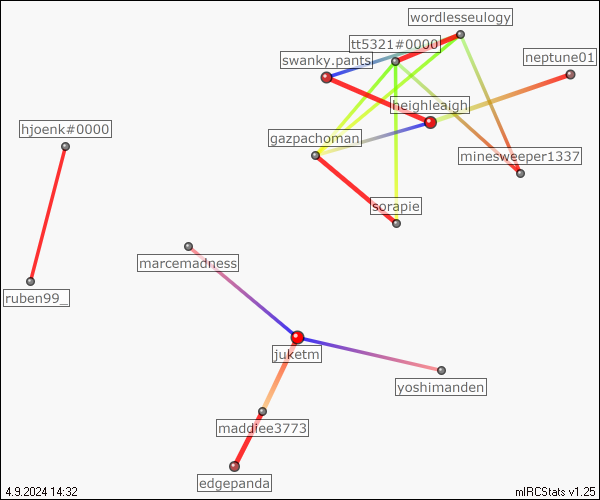 wordlesseulogy
tt5321#0000
swanky.pants
neptune01
heighleaigh
hjoenk#0000
gazpachoman
minesweeper1337
sorapie
marcemadness
ruben99_
juketm
yoshimanden
maddiee3773
edgepanda
4.9.2024 14:32
mIRCStats v1.25